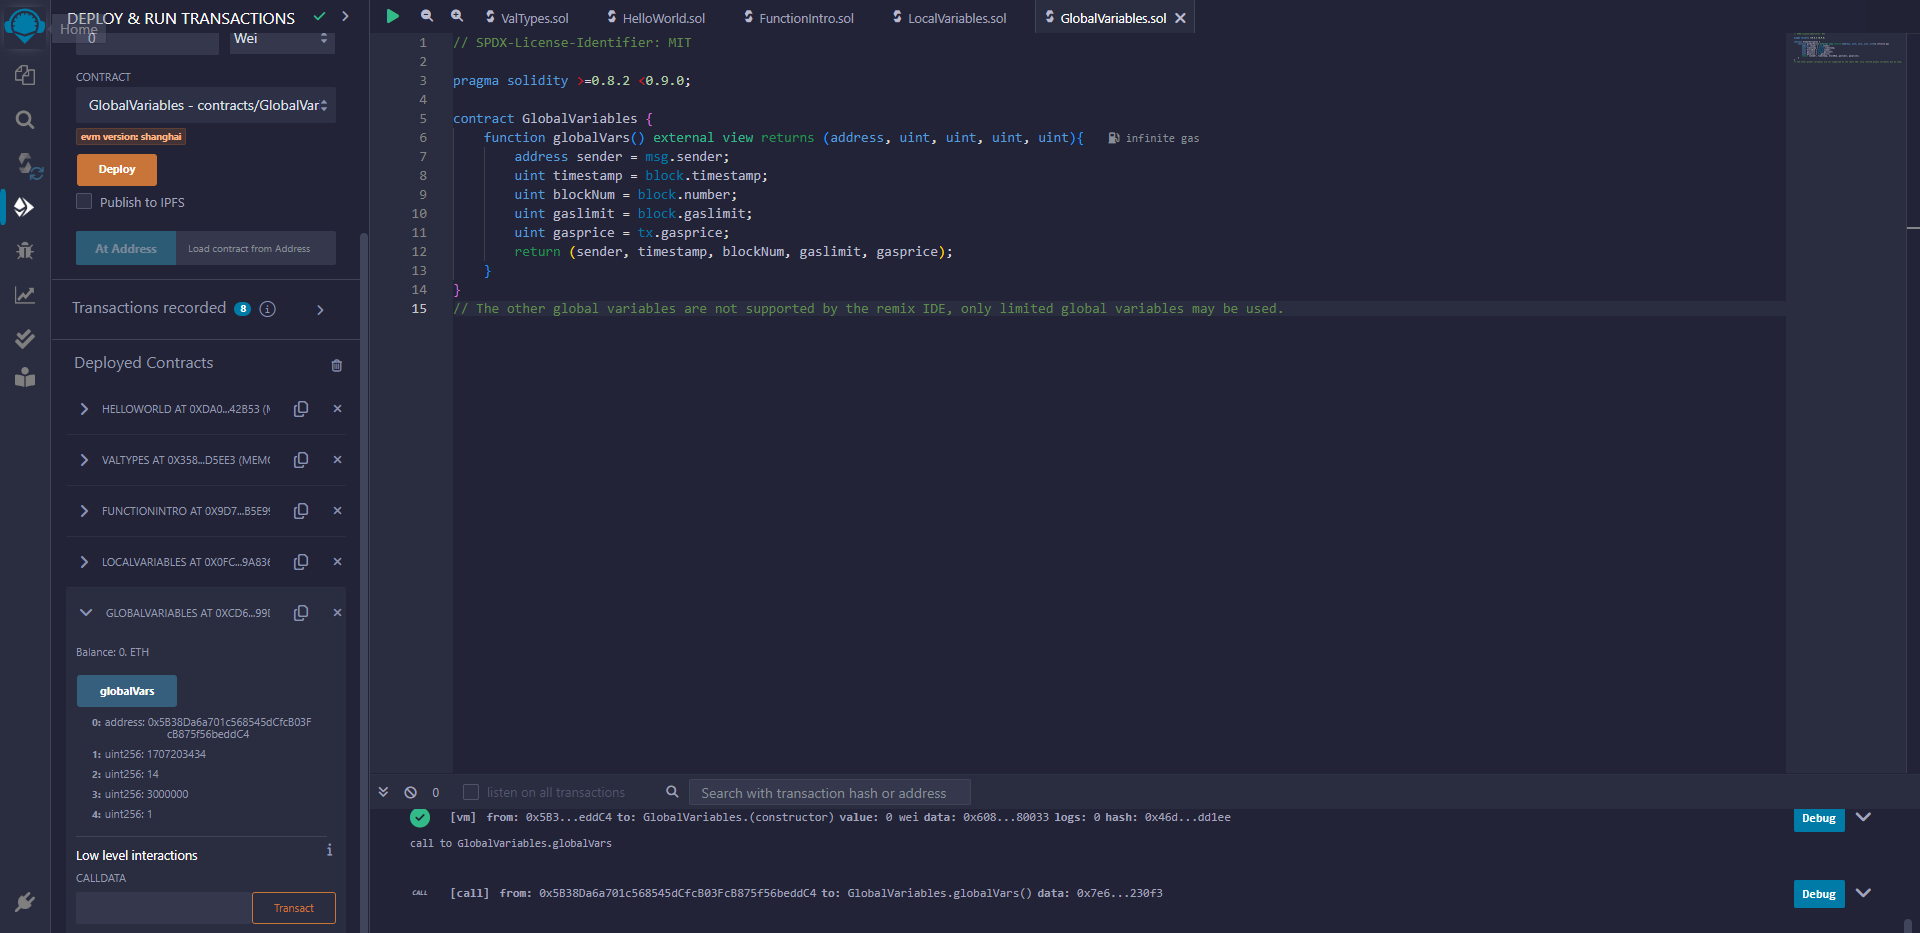 DEPLOY & RUN TRANSACTIONS
Home
0
Wei
CONTRACT
GlobalVariables - contracts/GlobalVar
evm version: shanghai
Deploy
Publish to IPFS
At Address
Load contract from Address
Transactions recorded 8
Deployed Contracts
HELLOWORLD AT 0XDA0...42B53 (M
VALTYPES AT 0X358...D5EE3 (MEMO
FUNCTIONINTRO AT 0X9D7...B5E99
LOCALVARIABLES AT 0X0FC...9A836
GLOBALVARIABLES AT 0XCD6...99D
Balance: 0. ETH
globalVars
0: address: 0x5B38Da6a701c568545dCfcB03F
cB875f56beddC4
1: uint256: 1707203434
2: uint256: 14
3: uint256: 3000000
4: uint256: 1
Low level interactions
CALLDATA
Transact
ValTypes.sol
HelloWorld.sol
FunctionIntro.sol
LocalVariables.sol
GlobalVariables.sol
1 // SPDX-License-Identifier: MIT
2
3 pragma solidity >=0.8.2 <0.9.0;
4
5 contract GlobalVariables {
6 function globalVars() external view returns (address, uint, uint, uint, uint){ infinite gas
7 address sender = msg.sender;
8 uint timestamp = block.timestamp;
9 uint blockNum = block.number;
10 uint gaslimit = block.gaslimit;
11 uint gasprice = tx.gasprice;
12 return (sender, timestamp, blockNum, gaslimit, gasprice);
13 }
14 }
15 // The other global variables are not supported by the remix IDE, only limited global variables may be used.
0
listen on all transactions
Search with transaction hash or address
[vm] from: 0x5B3...eddC4 to: GlobalVariables.(constructor) value: 0 wei data: 0x608...80033 logs: 0 hash: 0x46d...dd1ee
Debug
call to GlobalVariables.globalVars
CALL [call] from: 0x5B38Da6a701c568545dCfcB03FcB875f56beddC4 to: GlobalVariables.globalVars() data: 0x7e6...230f3
Debug